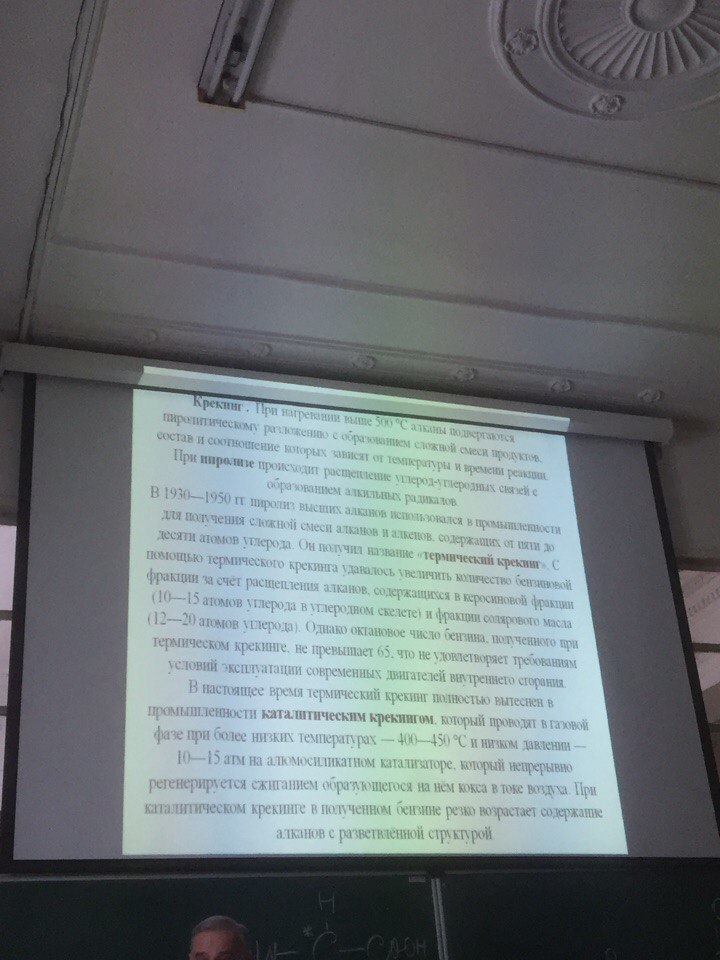 Крекинг . При нагревании выше 500 °C алканы подвергаются
пиролитическому разложению с образованием сложной смеси продуктов,
состав и соотношение которых зависят от температуры и времени реакции.
При пиролизе происходит расщепление углерод-углеродных связей с
образованием алкильных радикалов.
В 1930—1950 гг. пиролиз высших алканов использовался в промышленности
для получения сложной смеси алканов и алкенов, содержащих от пяти до
десяти атомов углерода. Он получил название «термический крекинг». С
помощью термического крекинга удавалось увеличить количество бензиновой
фракции за счёт расщепления алканов, содержащихся в керосиновой фракции
(10—15 атомов углерода в углеродном скелете) и фракции солярового масла
(12—20 атомов углерода). Однако октановое число бензина, полученного при
термическом крекинге, не превышает 65, что не удовлетворяет требованиям
условий эксплуатации современных двигателей внутреннего сгорания.
В настоящее время термический крекинг полностью вытеснен в
промышленности каталитическим крекингом, который проводят в газовой
фазе при более низких температурах — 400—450 °C и низком давлении —
10—15 атм на алюмосиликатном катализаторе, который непрерывно
регенерируется сжиганием образующегося на нём кокса в токе воздуха. При
каталитическом крекинге в полученном бензине резко возрастает содержание
алканов с разветвлённой структурой.
H
* C — COOH